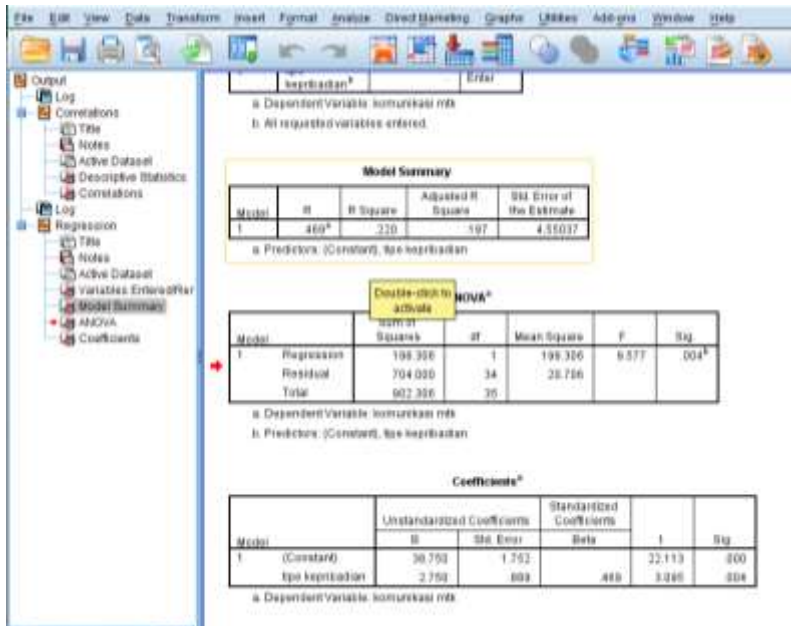 File Edit View Data Transform Insert Format Analyze Direct Marketing Graphs Utilities Add-ons Window Help
Output
Log
Correlations
Title
Notes
Active Dataset
Descriptive Statistics
Correlations
Log
Regression
Title
Notes
Active Dataset
Variables Entered/Rer
Model Summary
ANOVA
Coefficients
kepribadian b Enter
a. Dependent Variable: komunikasi mtk
b. All requested variables entered.
Model Summary
Model R R Square Adjusted R Square Std. Error of the Estimate
1 .469a .220 .197 4.55037
a. Predictors: (Constant), tipe kepribadian
Double-click to activate
NOVAa
Model Sum of Squares df Mean Square F Sig.
1 Regression 198.306 1 198.306 9.577 .004b
Residual 704.000 34 20.706
Total 902.306 35
a. Dependent Variable: komunikasi mtk
b. Predictors: (Constant), tipe kepribadian
Coefficientsa
Model Unstandardized Coefficients Standardized Coefficients t Sig.
B Std. Error Beta
1 (Constant) 38.750 1.752 22.113 .000
tipe kepribadian 2.750 .889 .469 3.095 .004
a. Dependent Variable: komunikasi mtk